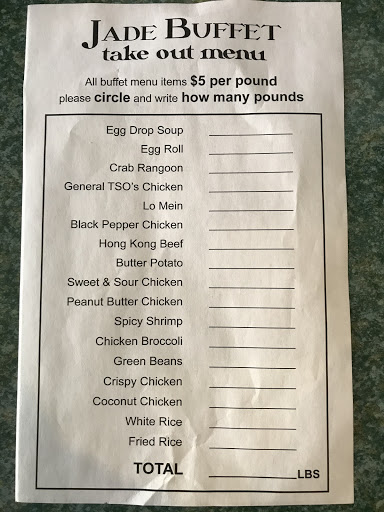 Jade Buffet
take out menu
All buffet menu items $5 per pound
please circle and write how many pounds
Egg Drop Soup
Egg Roll
Crab Rangoon
General TSO's Chicken
Lo Mein
Black Pepper Chicken
Hong Kong Beef
Butter Potato
Sweet & Sour Chicken
Peanut Butter Chicken
Spicy Shrimp
Chicken Broccoli
Green Beans
Crispy Chicken
Coconut Chicken
White Rice
Fried Rice
TOTAL LBS